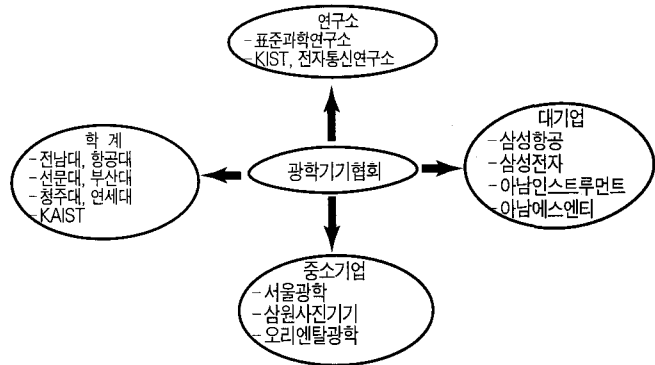 연구소
- 표준과학연구소
- KIST, 전자통신연구소
학 계
- 전남대, 항공대
- 선문대, 부산대
- 청주대, 연세대
- KAIST
광학기기협회
대기업
- 삼성항공
- 삼성전자
- 아남인스트루먼트
- 아남에스엔티
중소기업
- 서울광학
- 삼원사진기기
- 오리엔탈광학